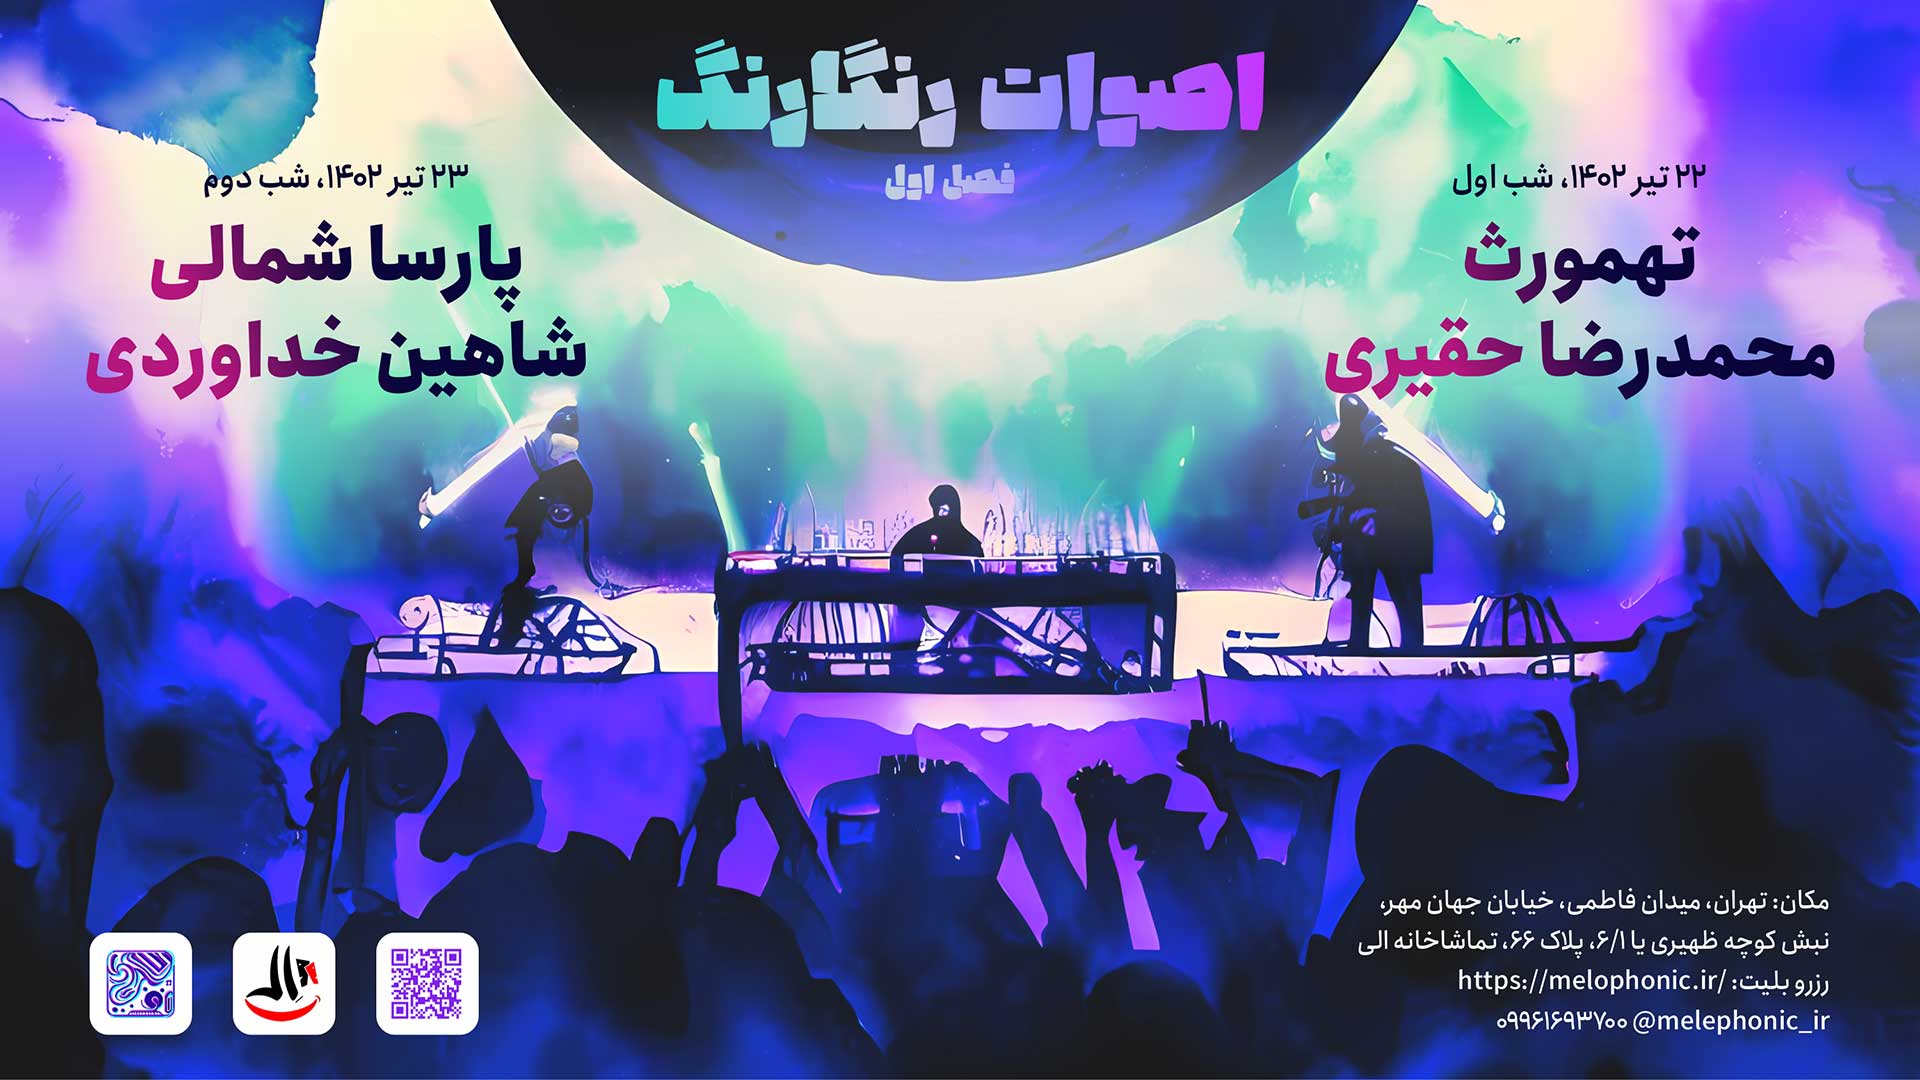 اصوات رنگارنگ
فصل اول
۲۲ تیر ۱۴۰۲، شب اول
تهمورث
محمدرضا حقیری
۲۳ تیر ۱۴۰۲، شب دوم
پارسا شمالی
شاهین خداوردی
مکان: تهران، میدان فاطمی، خیابان جهان مهر،
نبش کوچه ظهیری یا ۶/۱، پلاک ۶۶، تماشاخانه الی
رزرو بلیت: https://melophonic.ir/
۰۹۹۶۱۶۹۳۷۰۰ @melephonic_ir